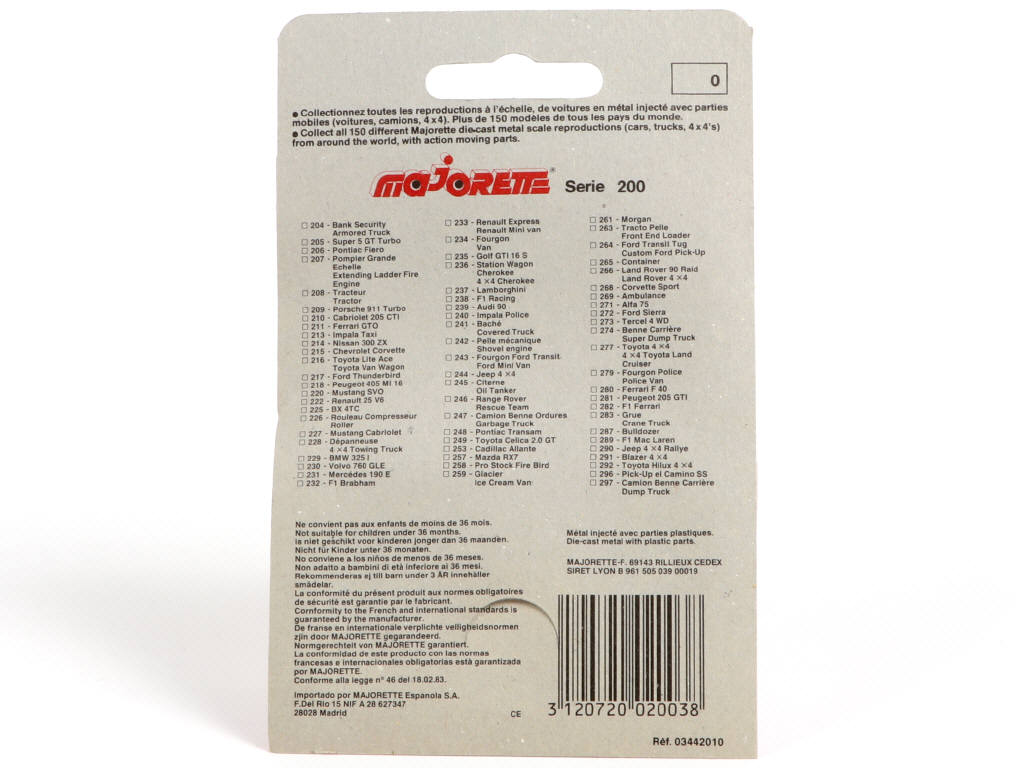 0
● Collectionnez toutes les reproductions à l'échelle, de voitures en métal injecté avec parties
mobiles (voitures, camions, 4x4). Plus de 150 modèles de tous les pays du monde.
● Collect all 150 different Majorette die-cast metal scale reproductions (cars, trucks, 4x4's)
from around the world, with action moving parts.
MAJORETTE® Serie 200
□ 204 - Bank Security
Armored Truck
□ 205 - Super 5 GT Turbo
□ 206 - Pontiac Fiero
□ 207 - Pompier Grande
Echelle
Extending Ladder Fire
Engine
□ 208 - Tracteur
Tractor
□ 209 - Porsche 911 Turbo
□ 210 - Cabriolet 205 CTI
□ 211 - Ferrari GTO
□ 213 - Impala Taxi
□ 214 - Nissan 300 ZX
□ 215 - Chevrolet Corvette
□ 216 - Toyota Lite Ace
Toyota Van Wagon
□ 217 - Ford Thunderbird
□ 218 - Peugeot 405 MI 16
□ 220 - Mustang SVO
□ 222 - Renault 25 V6
□ 225 - BX 4TC
□ 226 - Rouleau Compresseur
Roller
□ 227 - Mustang Cabriolet
□ 228 - Dépanneuse
4×4 Towing Truck
□ 229 - BMW 325 I
□ 230 - Volvo 760 GLE
□ 231 - Mercédes 190 E
□ 232 - F1 Brabham
□ 233 - Renault Express
Renault Mini van
□ 234 - Fourgon
Van
□ 235 - Golf GTI 16 S
□ 236 - Station Wagon
Cherokee
4×4 Cherokee
□ 237 - Lamborghini
□ 238 - F1 Racing
□ 239 - Audi 90
□ 240 - Impala Police
□ 241 - Baché
Covered Truck
□ 242 - Pelle mécanique
Shovel engine
□ 243 - Fourgon Ford Transit
Ford Mini Van
□ 244 - Jeep 4×4
□ 245 - Citerne
Oil Tanker
□ 246 - Range Rover
Rescue Team
□ 247 - Camion Benne Ordures
Garbage Truck
□ 248 - Pontiac Transam
□ 249 - Toyota Celica 2.0 GT
□ 253 - Cadillac Allante
□ 257 - Mazda RX7
□ 258 - Pro Stock Fire Bird
□ 259 - Glacier
Ice Cream Van
□ 261 - Morgan
□ 263 - Tracto Pelle
Front End Loader
□ 264 - Ford Transit Tug
Custom Ford Pick-Up
□ 265 - Container
□ 266 - Land Rover 90 Raid
Land Rover 4×4
□ 268 - Corvette Sport
□ 269 - Ambulance
□ 271 - Alfa 75
□ 272 - Ford Sierra
□ 273 - Tercel 4 WD
□ 274 - Benne Carrière
Super Dump Truck
□ 277 - Toyota 4×4
4×4 Toyota Land
Cruiser
□ 279 - Fourgon Police
Police Van
□ 280 - Ferrari F 40
□ 281 - Peugeot 205 GTI
□ 282 - F1 Ferrari
□ 283 - Grue
Crane Truck
□ 287 - Bulldozer
□ 289 - F1 Mac Laren
□ 290 - Jeep 4×4 Rallye
□ 291 - Blazer 4×4
□ 292 - Toyota Hilux 4×4
□ 296 - Pick-Up el Camino SS
□ 297 - Camion Benne Carrière
Dump Truck
Ne convient pas aux enfants de moins de 36 mois.
Not suitable for children under 36 months.
Is niet geschikt voor kinderen jonger dan 36 maanden.
Nicht für Kinder unter 36 monaten.
No conviene a los niños de menos de 36 meses.
Non adatto a bambini di età inferiore ai 36 mesi.
Rekommenderas ej till barn under 3 ÅR innehåller
smådelar.
La conformité du présent produit aux normes obligatoires
de sécurité est garantie par le fabricant.
Cornformity to the French and international standards is
guaranteed by the manufacturer.
De franse en internationale verplichte velligheidsnormen
zjin door MAJORETTE gegarandeerd.
Normgerechteit von MAJORETTE garantiert.
La conformidad de este producto con las normas
francesas e internacionales obligatorias está garantizada
por MAJORETTE.
Conforme alla legge n° 46 del 18.02.83.
Importado por MAJORETTE Espanola S.A.
F.Del Rio 15 NIF A 28 627347
28028 Madrid
CE
Métal injecté avec parties plastiques.
Die-cast metal with plastic parts.
MAJORETTE-F. 69143 RILLIEUX CEDEX
SIRET LYON B 961 505 039 00019
3 120720 020038
Réf. 03442010